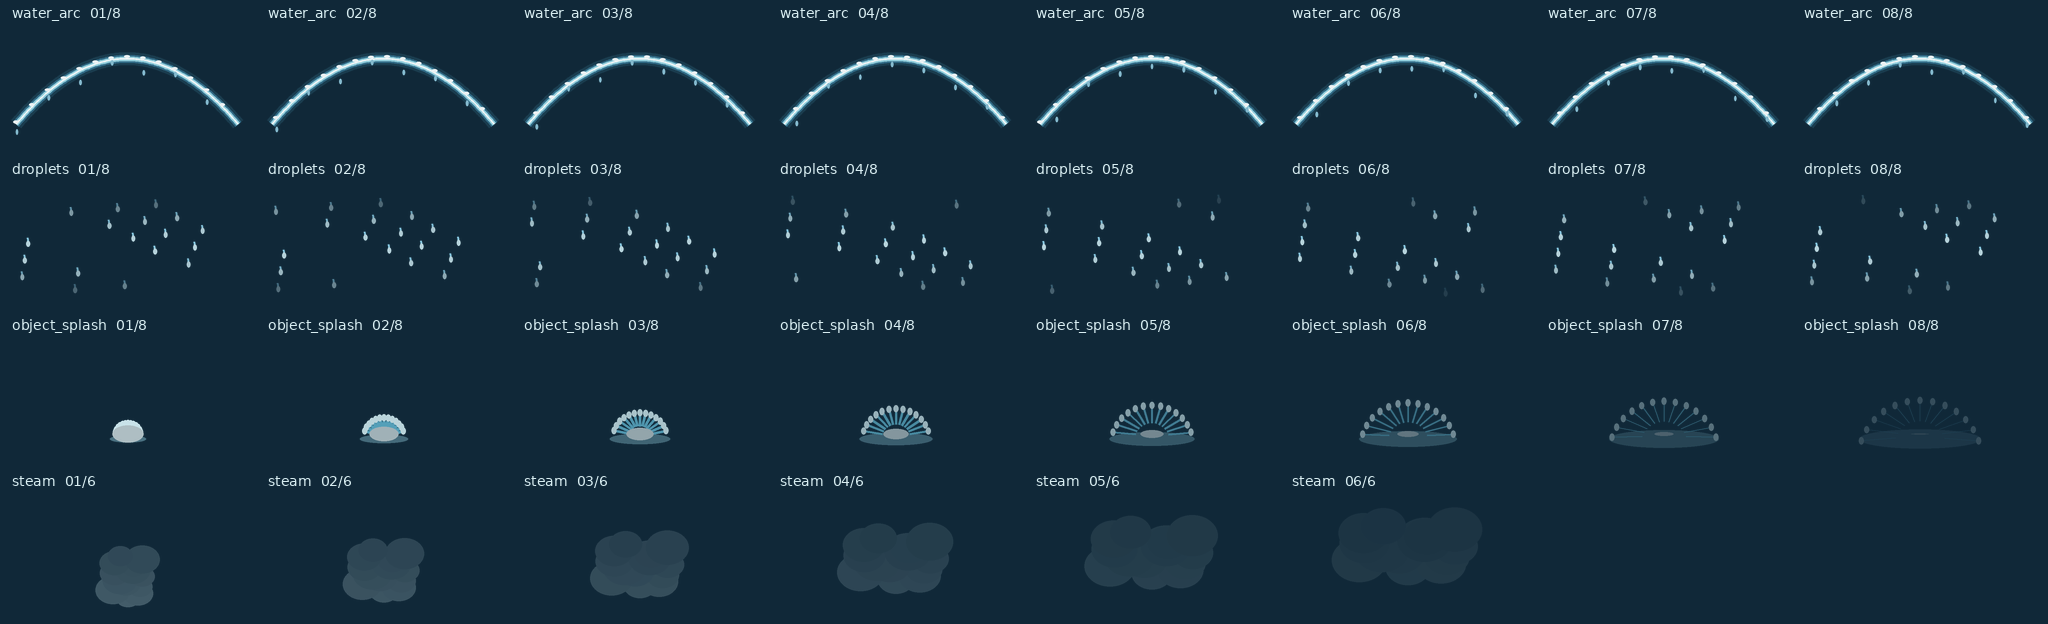 water_arc 01/8
water_arc 02/8
water_arc 03/8
water_arc 04/8
water_arc 05/8
water_arc 06/8
water_arc 07/8
water_arc 08/8
droplets 01/8
droplets 02/8
droplets 03/8
droplets 04/8
droplets 05/8
droplets 06/8
droplets 07/8
droplets 08/8
object_splash 01/8
object_splash 02/8
object_splash 03/8
object_splash 04/8
object_splash 05/8
object_splash 06/8
object_splash 07/8
object_splash 08/8
steam 01/6
steam 02/6
steam 03/6
steam 04/6
steam 05/6
steam 06/6